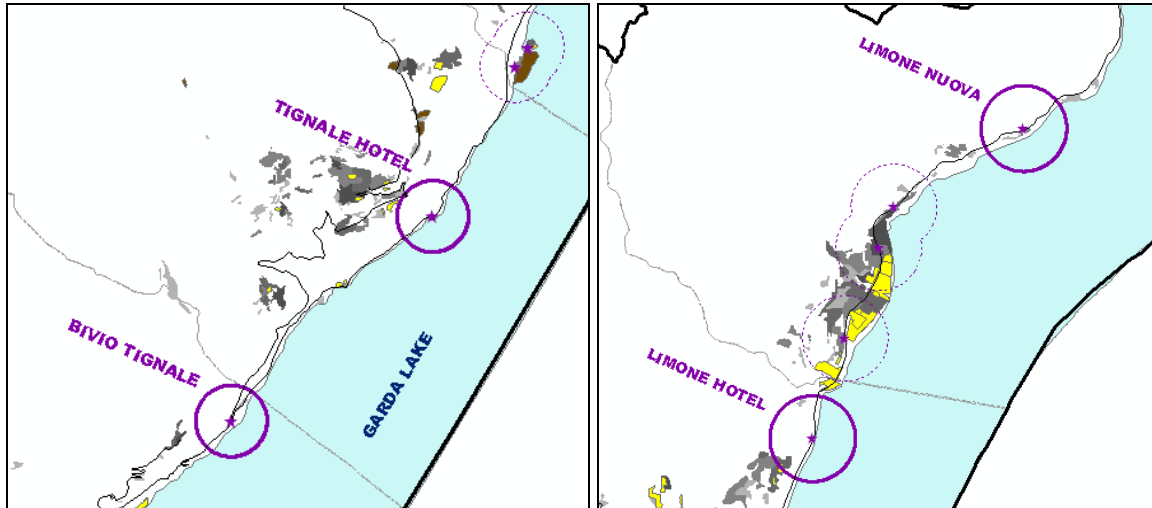 TIGNALE HOTEL
BIVIO TIGNALE
GARDA LAKE
LIMONE NUOVA
LIMONE HOTEL